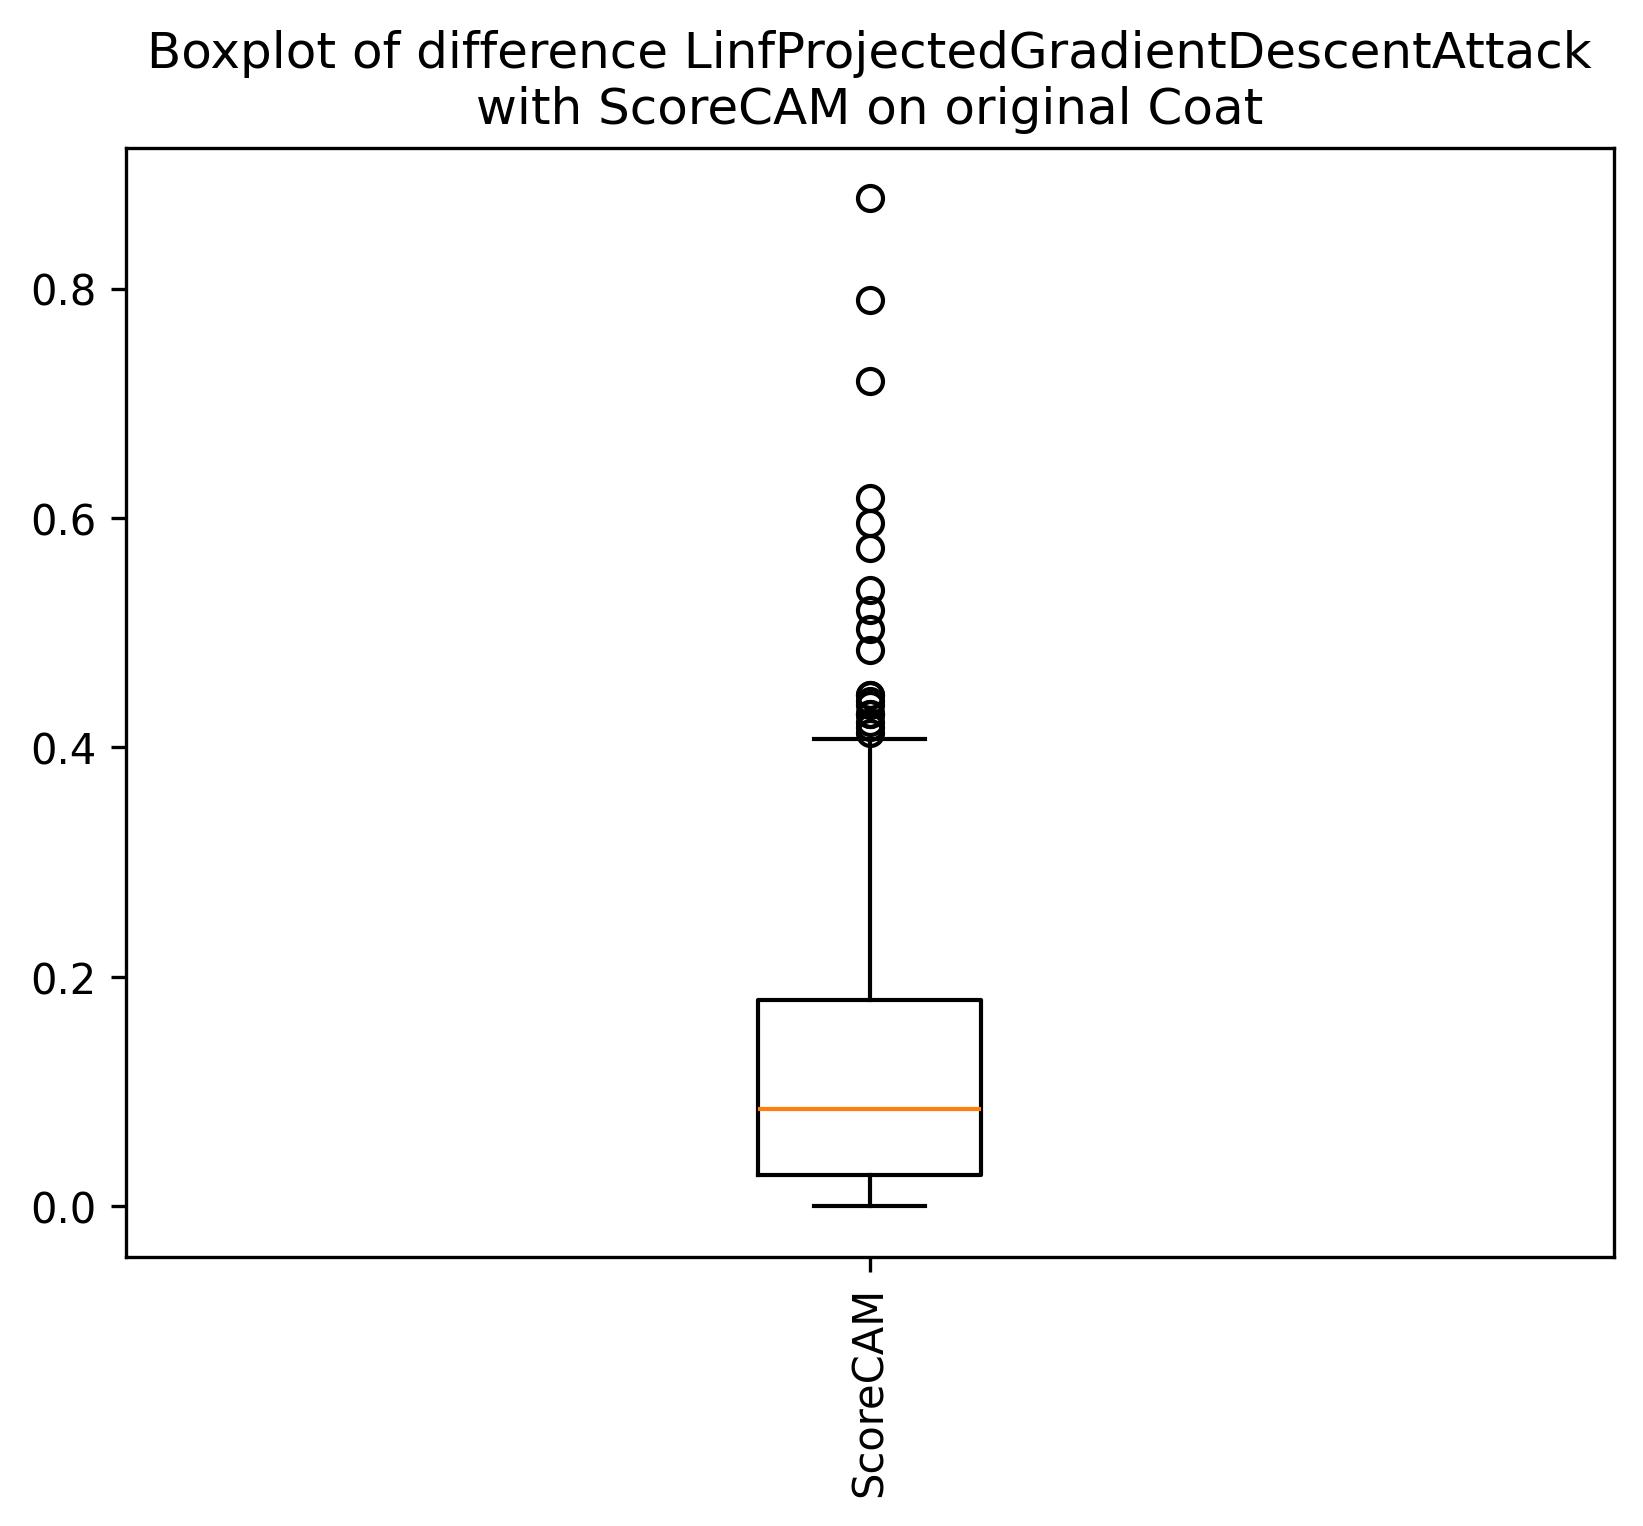 Boxplot of difference LinfProjectedGradientDescentAttack
with ScoreCAM on original Coat
0.8
0.6
0.4
0.2
0.0
ScoreCAM